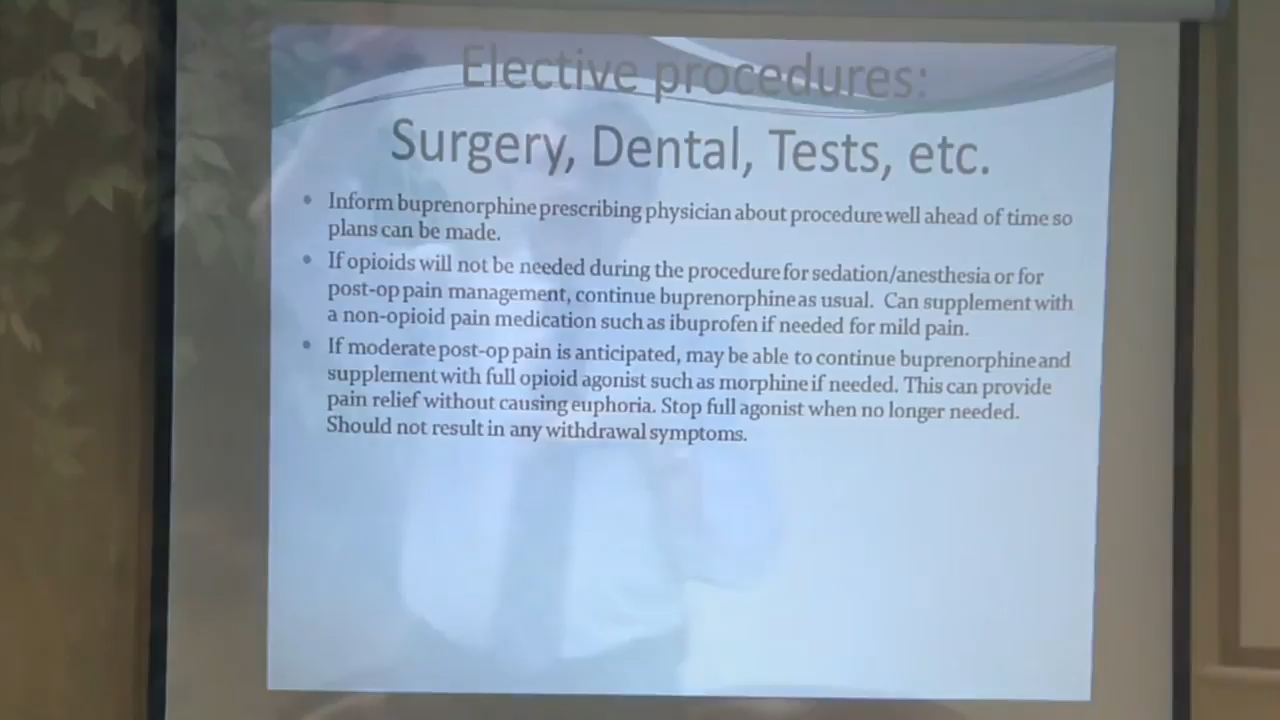 Elective procedures:
Surgery, Dental, Tests, etc.
• Inform buprenorphine prescribing physician about procedure well ahead of time so
plans can be made.
• If opioids will not be needed during the procedure for sedation/anesthesia or for
post-op pain management, continue buprenorphine as usual. Can supplement with
a non-opioid pain medication such as ibuprofen if needed for mild pain.
• If moderate post-op pain is anticipated, may be able to continue buprenorphine and
supplement with full opioid agonist such as morphine if needed. This can provide
pain relief without causing euphoria. Stop full agonist when no longer needed.
Should not result in any withdrawal symptoms.